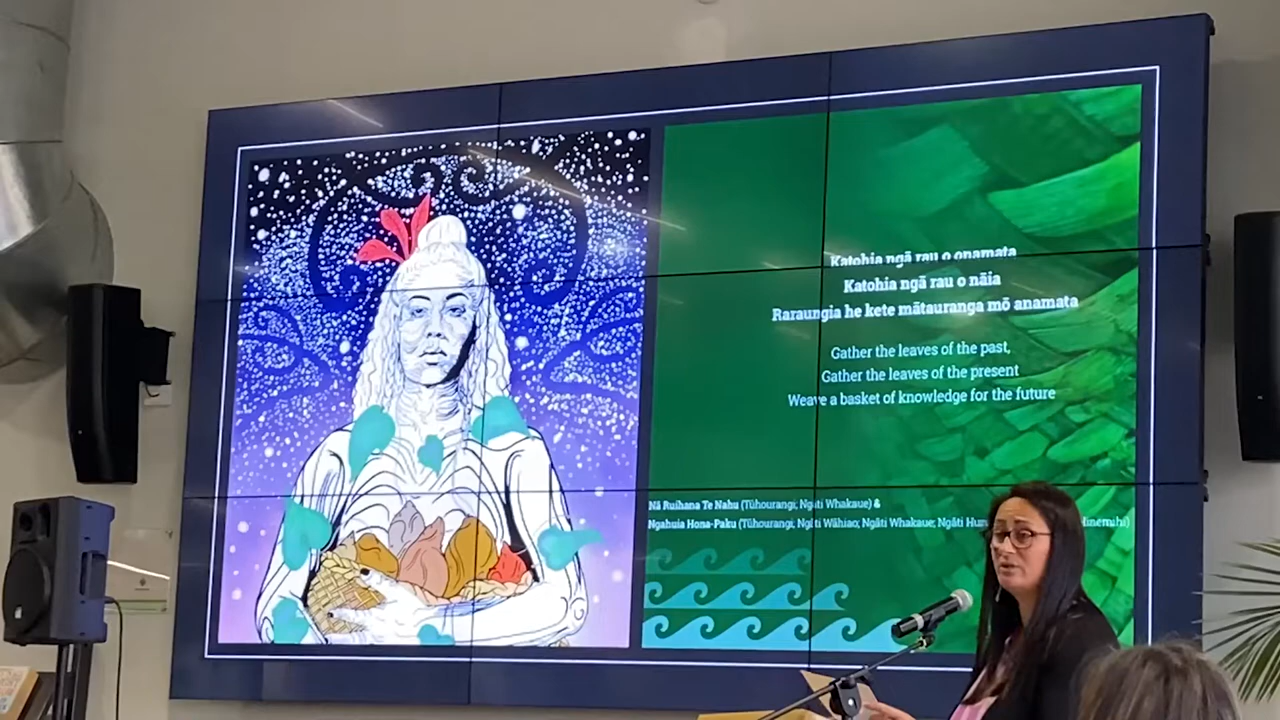 Katohia ngā rau o onamata
Katohia ngā rau o nāia
Raraungia he kete mātauranga mō anamata
Gather the leaves of the past,
Gather the leaves of the present
Weave a basket of knowledge for the future
Nā Ruihana Te Nahu (Tūhourangi; Ngāti Whakaue) &
Ngahuia Hona-Paku (Tūhourangi; Ngāti Wāhiao; Ngāti Whakaue; Ngāti Hinemihi)